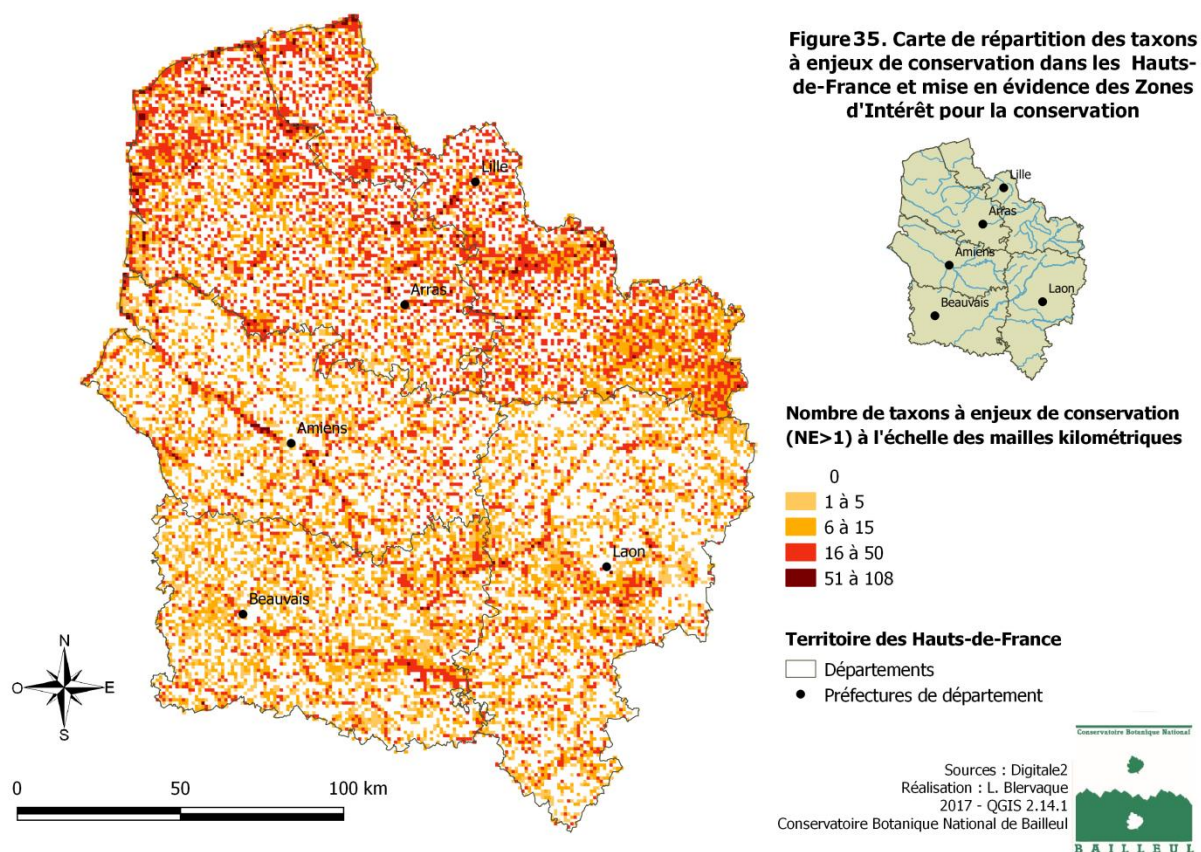 Figure 35. Carte de répartition des taxons
à enjeux de conservation dans les Hauts-
de-France et mise en évidence des Zones
d'Intérêt pour la conservation
Lille
Arras
Amiens
Laon
Beauvais
Lille
Arras
Amiens
Laon
Beauvais
Nombre de taxons à enjeux de conservation
(NE>1) à l'échelle des mailles kilométriques
0
1 à 5
6 à 15
16 à 50
51 à 108
Territoire des Hauts-de-France
Départements
Préfectures de département
N
O E
S
0 50 100 km
Conservatoire Botanique National
Sources : Digitale2
Réalisation : L. Blervaque
2017 - QGIS 2.14.1
Conservatoire Botanique National de Bailleul
BAILLEUL